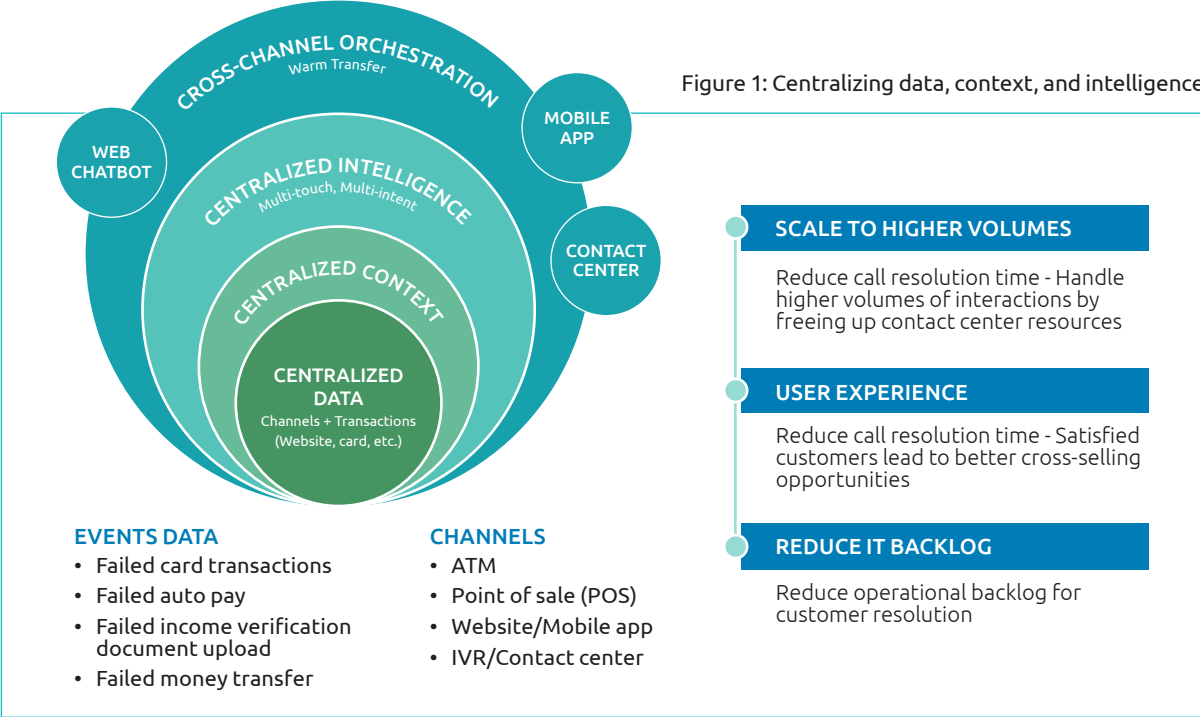 Figure 1: Centralizing data, context, and intelligence
CROSS-CHANNEL ORCHESTRATION
Warm Transfer
WEB
CHATBOT
MOBILE
APP
CONTACT
CENTER
CENTRALIZED INTELLIGENCE
Multi-touch, Multi-intent
CENTRALIZED CONTEXT
CENTRALIZED
DATA
Channels + Transactions
(Website, card, etc.)
EVENTS DATA
• Failed card transactions
• Failed auto pay
• Failed income verification
document upload
• Failed money transfer
CHANNELS
• ATM
• Point of sale (POS)
• Website/Mobile app
• IVR/Contact center
SCALE TO HIGHER VOLUMES
Reduce call resolution time - Handle
higher volumes of interactions by
freeing up contact center resources
USER EXPERIENCE
Reduce call resolution time - Satisfied
customers lead to better cross-selling
opportunities
REDUCE IT BACKLOG
Reduce operational backlog for
customer resolution